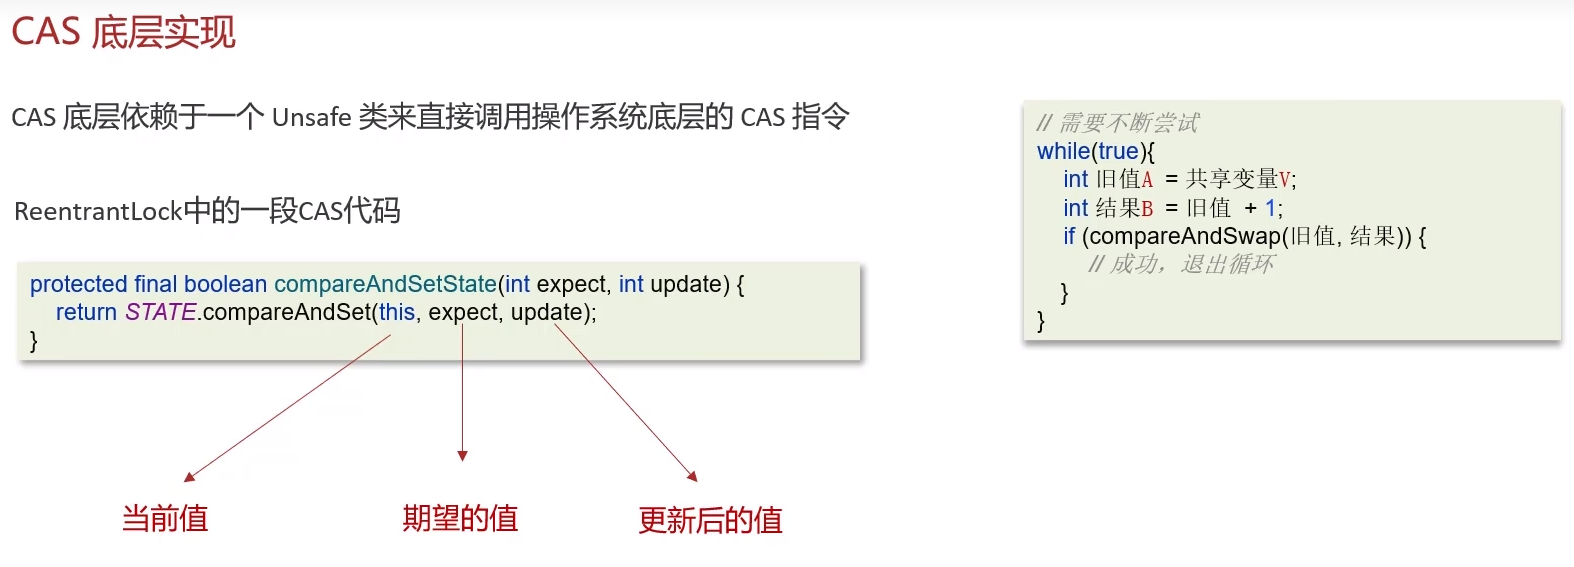 CAS 底层实现
CAS 底层依赖于一个 Unsafe 类来直接调用操作系统底层的 CAS 指令
ReentrantLock中的一段CAS代码
protected final boolean compareAndSetState(int expect, int update) {
return STATE.compareAndSet(this, expect, update);
}
当前值
期望的值
更新后的值
// 需要不断尝试
while(true){
int 旧值A = 共享变量V;
int 结果B = 旧值 + 1;
if (compareAndSwap(旧值, 结果)) {
// 成功，退出循环
}
}